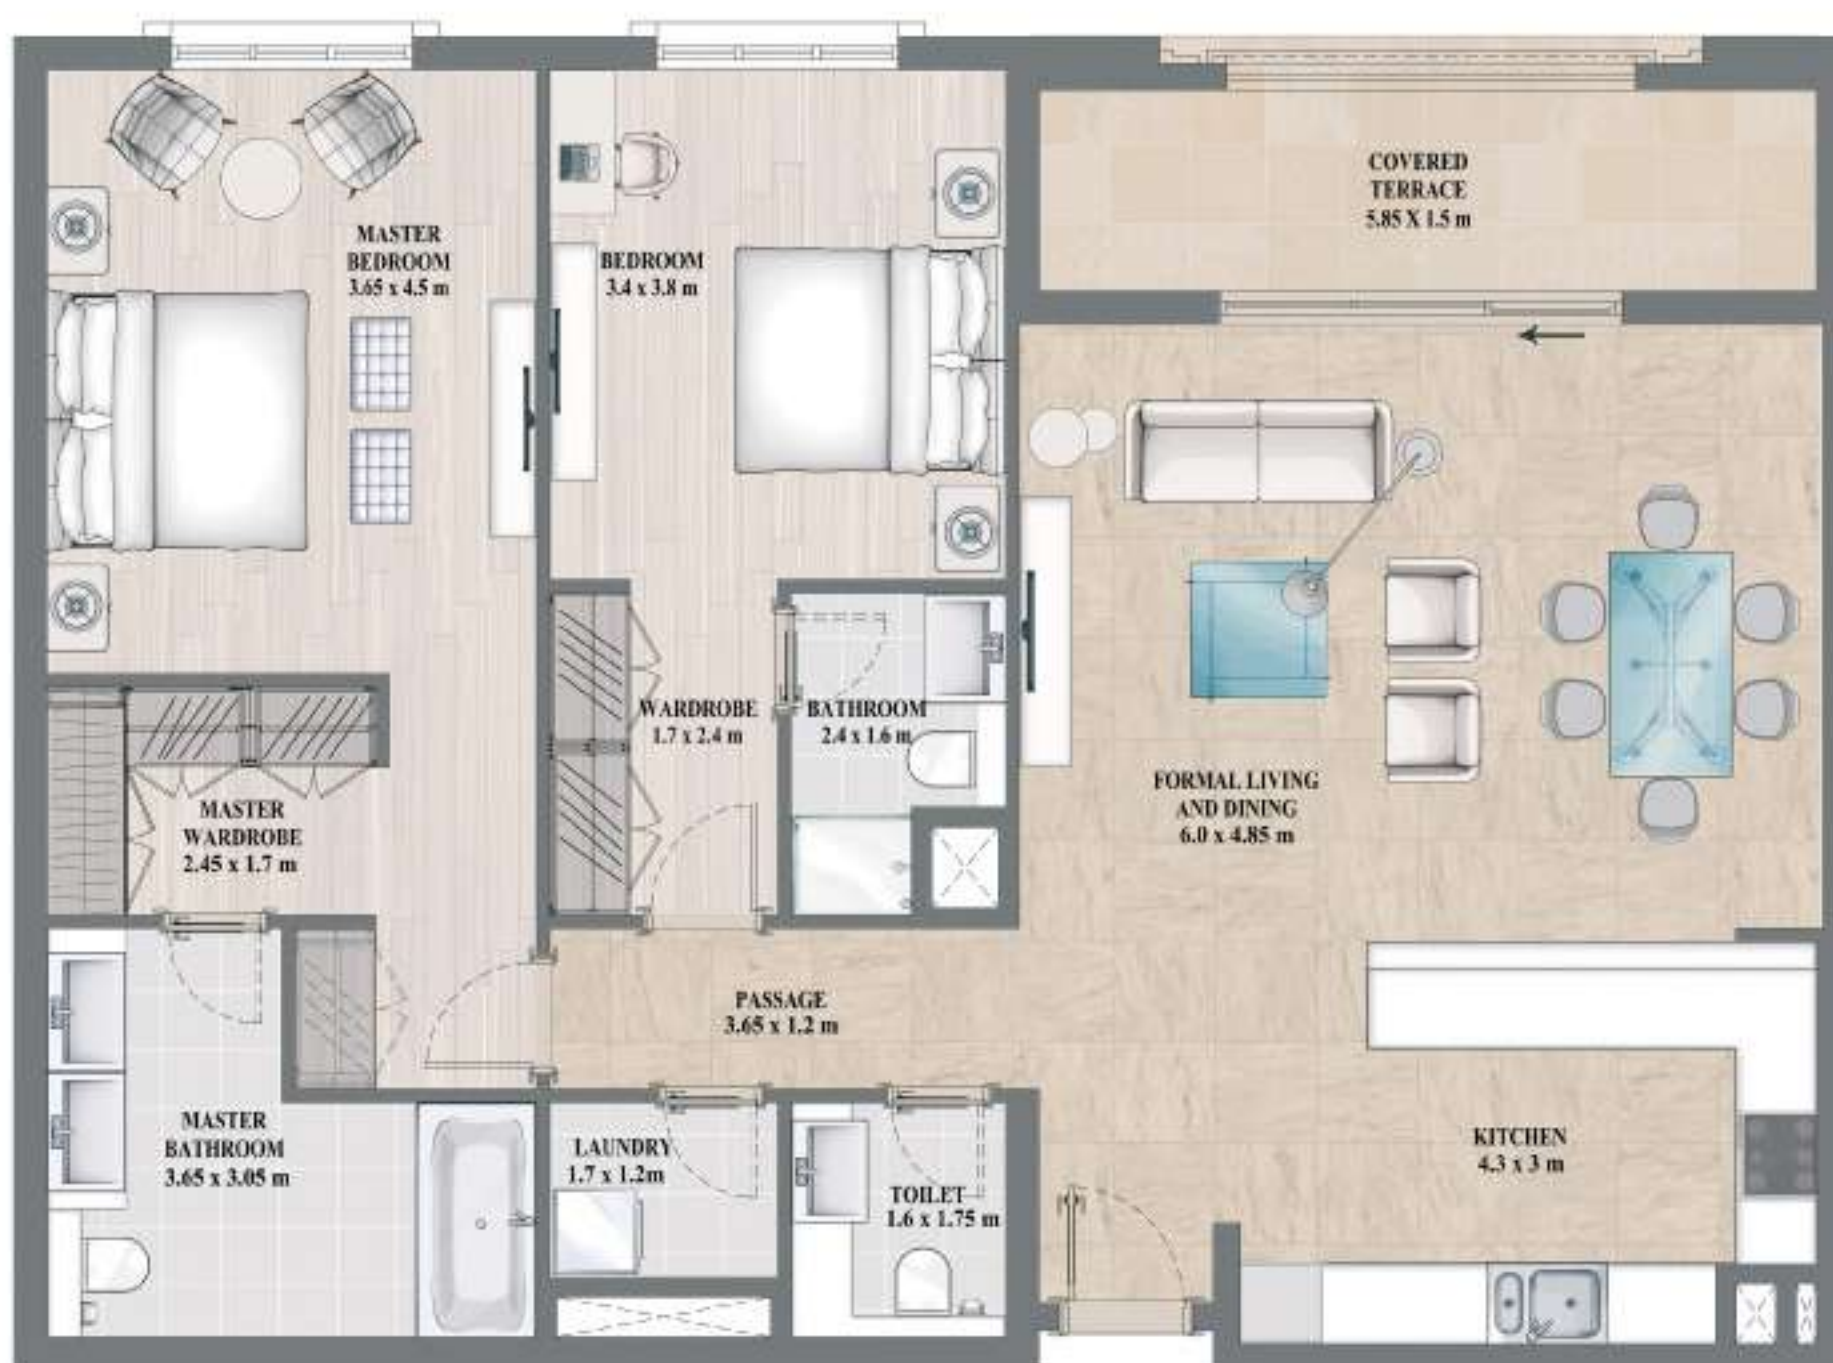 MASTER
BEDROOM
3.65 x 4.5 m
BEDROOM
3.4 x 3.8 m
COVERED
TERRACE
5.85 X 1.5 m
MASTER
WARDROBE
2.45 x 1.7 m
WARDROBE
1.7 x 2.4 m
BATHROOM
2.4 x 1.6 m
FORMAL LIVING
AND DINING
6.0 x 4.85 m
PASSAGE
3.65 x 1.2 m
MASTER
BATHROOM
3.65 x 3.05 m
LAUNDRY
1.7 x 1.2m
TOILET
1.6 x 1.75 m
KITCHEN
4.3 x 3 m